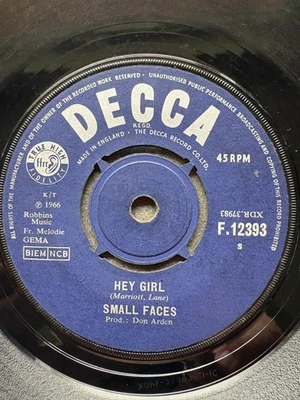 ALL RIGHTS OF THE MANUFACTURER AND OF THE OWNER OF THE RECORDED WORK RESERVED · UNAUTHORISED PUBLIC PERFORMANCE BROADCASTING AND COPYING OF THIS RECORD PROHIBITED
DECCA
REGD.
MADE IN ENGLAND · THE DECCA RECORD CO. LTD.
TRUE HIGH
ffrr
FIDELITY
45 RPM
K/T
℗ 1966
Robbins
Music
Fr. Melodie
GEMA
BIEM NCB
XDR.37983
F.12393
S
HEY GIRL
(Marriott, Lane)
SMALL FACES
Prod.: Don Arden